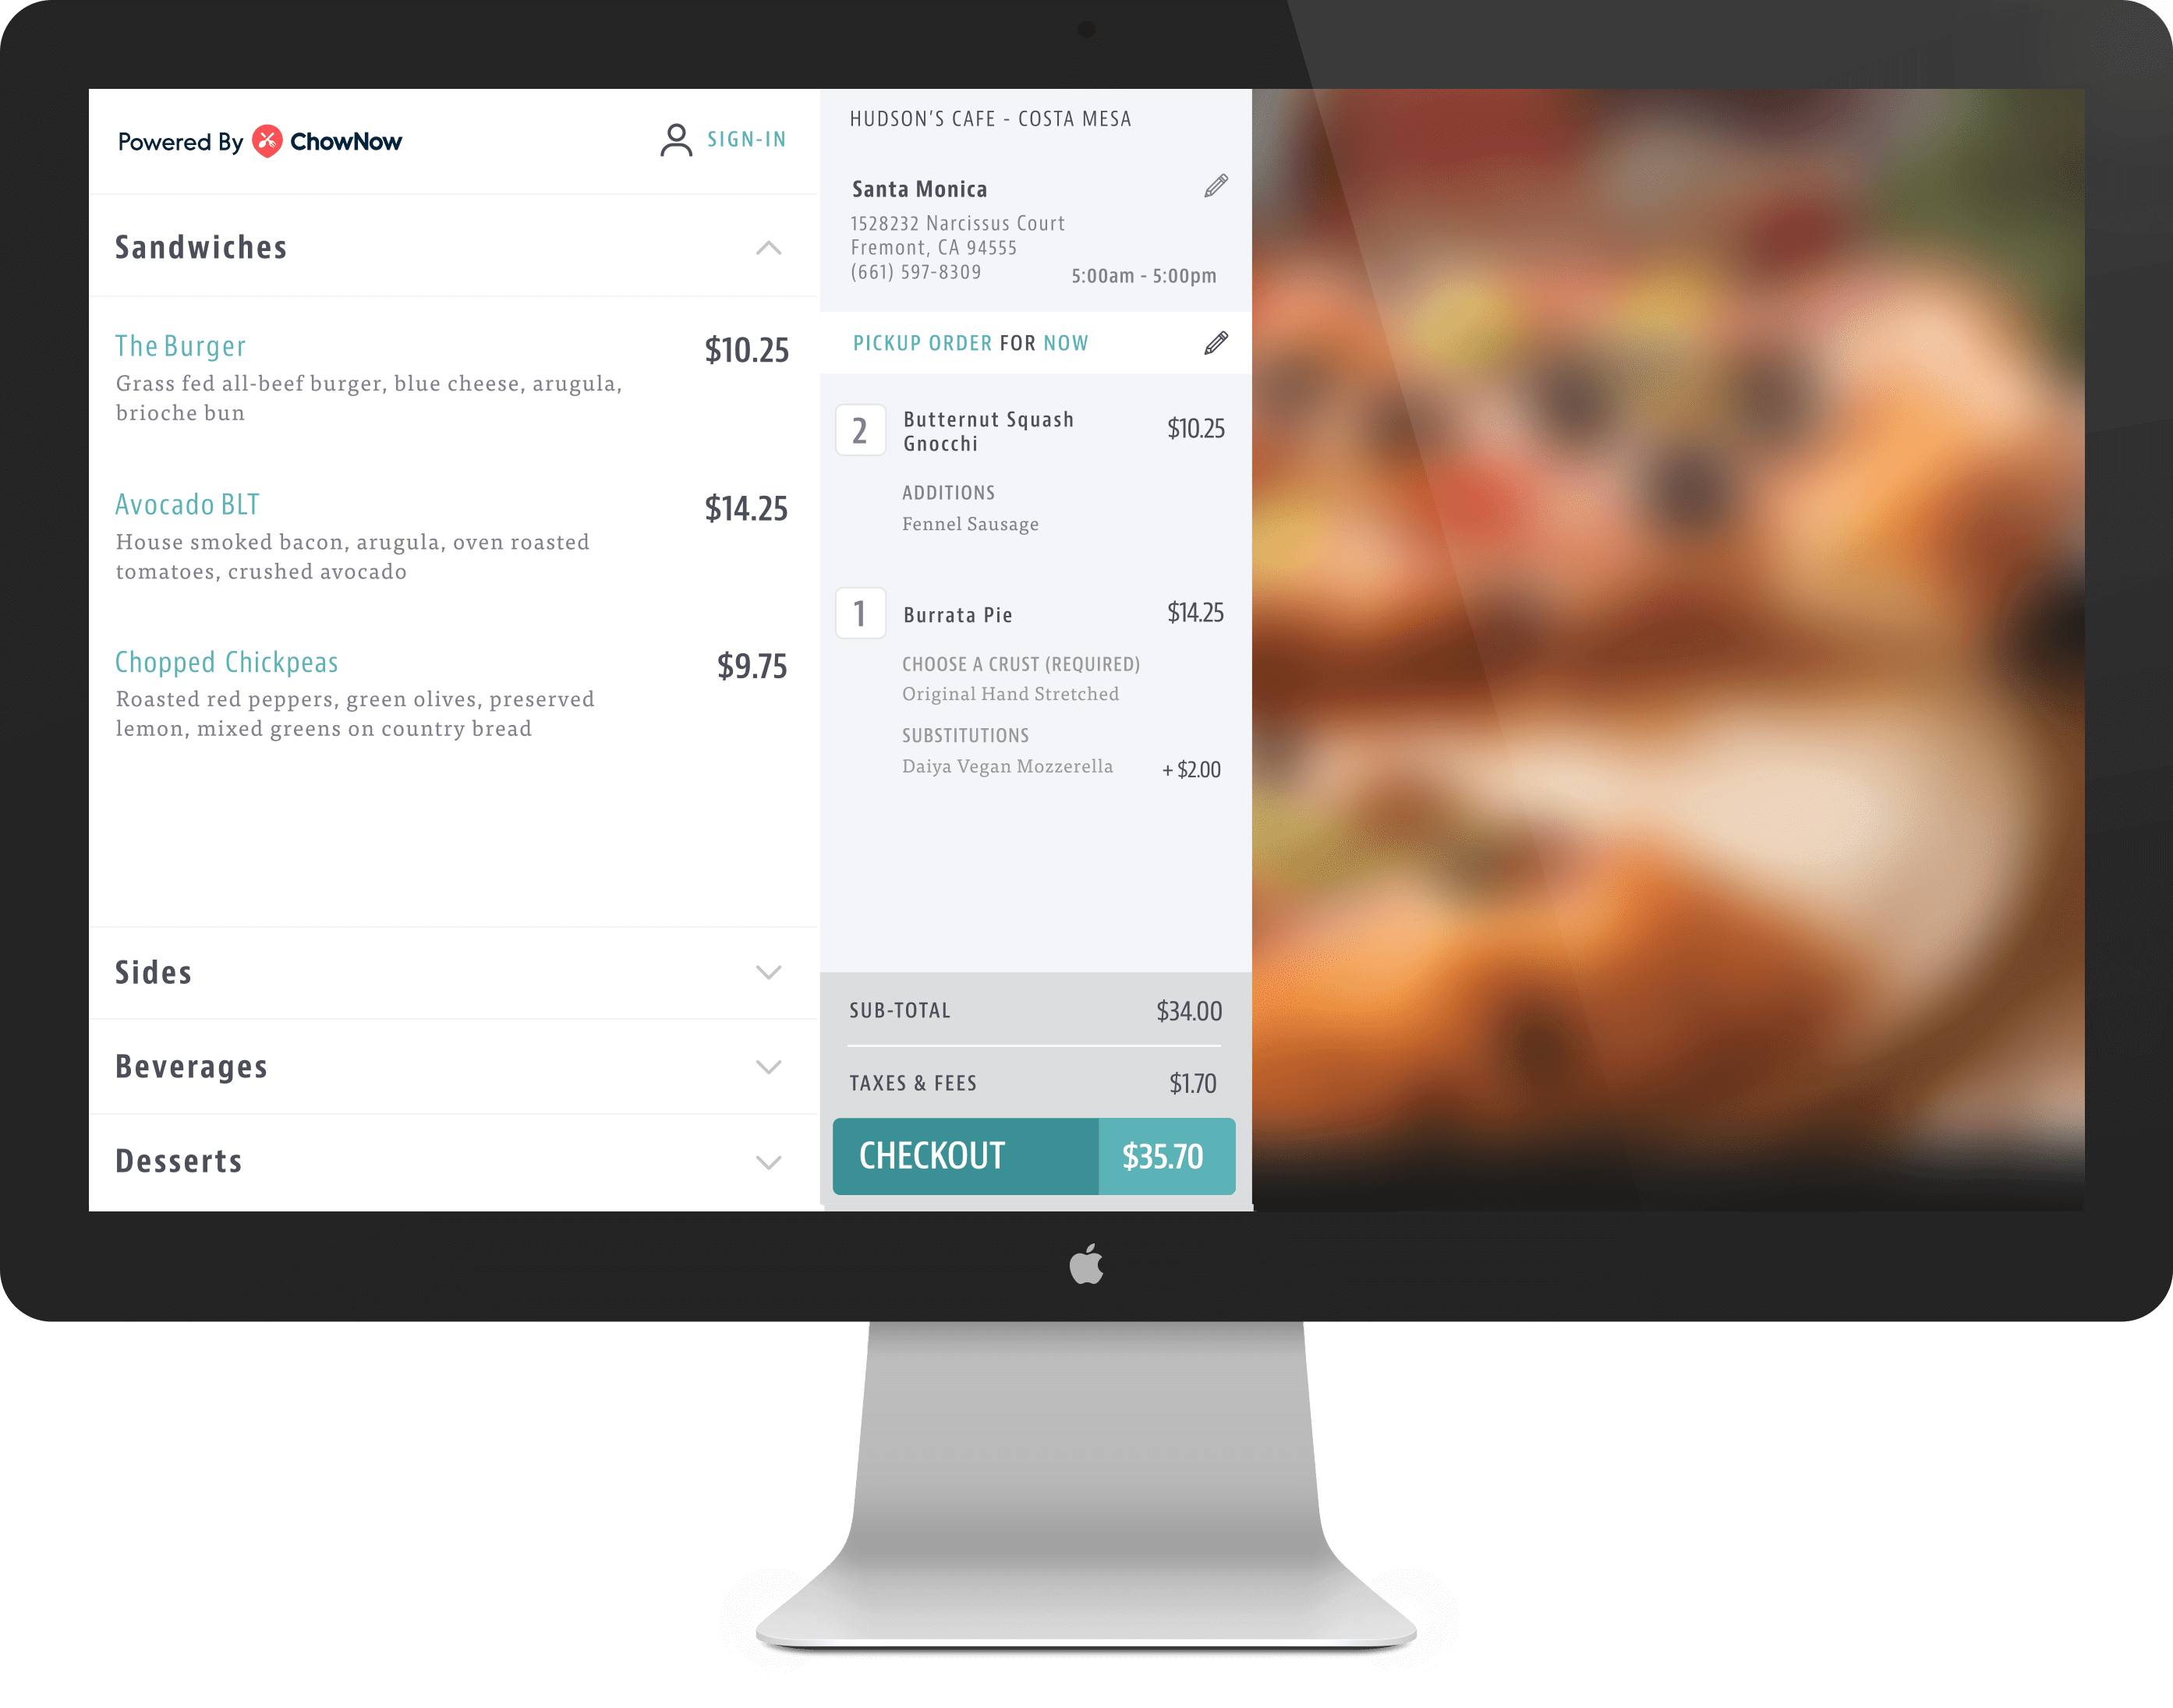 Powered By ChowNow
SIGN-IN
Sandwiches
The Burger
$10.25
Grass fed all-beef burger, blue cheese, arugula,
brioche bun
Avocado BLT
$14.25
House smoked bacon, arugula, oven roasted
tomatoes, crushed avocado
Chopped Chickpeas
$9.75
Roasted red peppers, green olives, preserved
lemon, mixed greens on country bread
Sides
Beverages
Desserts
HUDSON'S CAFE - COSTA MESA
Santa Monica
1528232 Narcissus Court
Fremont, CA 94555
(661) 597-8309
5:00am - 5:00pm
PICKUP ORDER FOR NOW
2
Butternut Squash
Gnocchi
$10.25
ADDITIONS
Fennel Sausage
1
Burrata Pie
$14.25
CHOOSE A CRUST (REQUIRED)
Original Hand Stretched
SUBSTITUTIONS
Daiya Vegan Mozzerella
+ $2.00
SUB-TOTAL
$34.00
TAXES & FEES
$1.70
CHECKOUT
$35.70